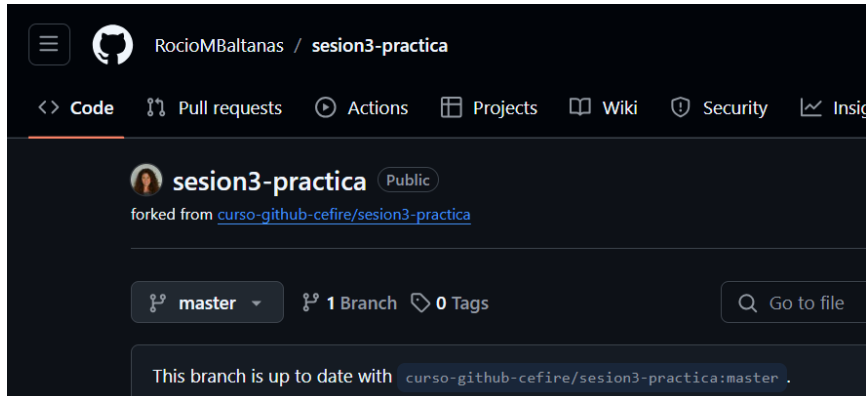 RocioMBaltanas / sesion3-practica
Code Pull requests Actions Projects Wiki Security Insig
sesion3-practica Public
forked from curso-github-cefire/sesion3-practica
master 1 Branch 0 Tags Go to file
This branch is up to date with curso-github-cefire/sesion3-practica:master .